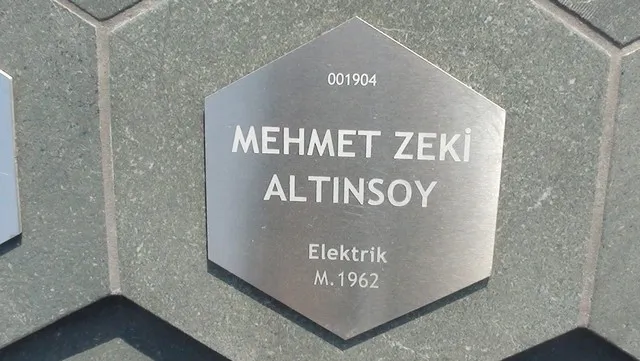 001904
MEHMET ZEKİ
ALTINSOY
Elektrik
M.1962